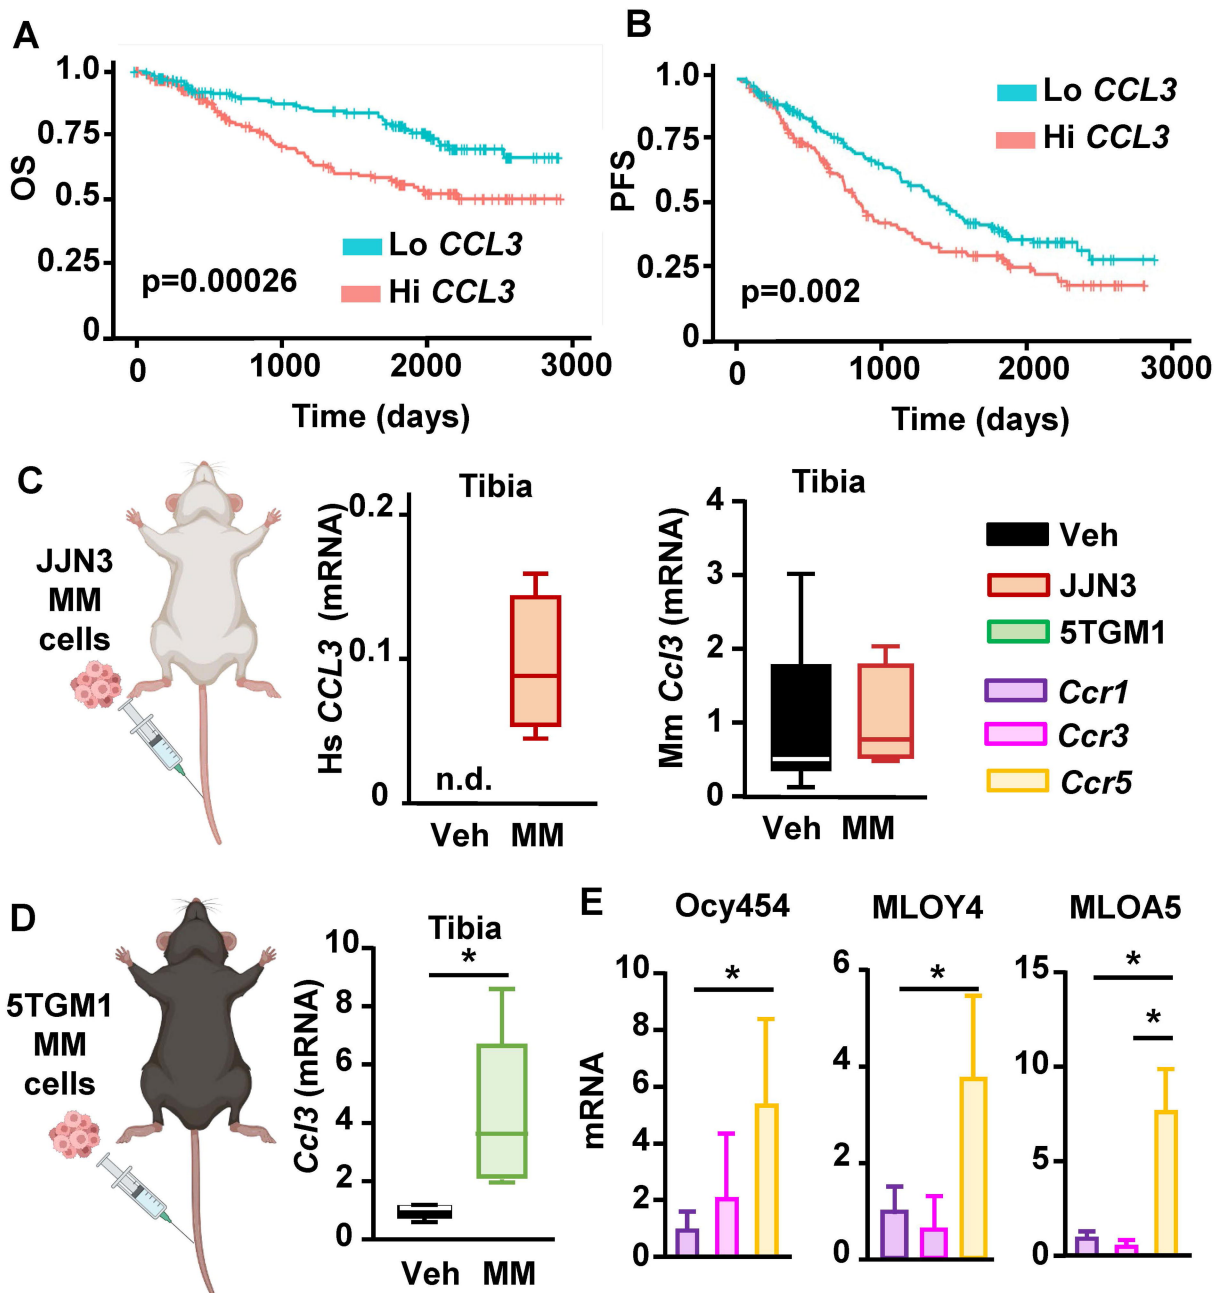 A
1.0
0.75
0.5
0.25
0
OS
p=0.00026
Lo CCL3
Hi CCL3
0
1000
2000
3000
Time (days)
B
1.0
0.75
0.5
0.25
0
PFS
p=0.002
Lo CCL3
Hi CCL3
0
1000
2000
3000
Time (days)
C
JJN3
MM
cells
Tibia
Hs CCL3 (mRNA)
0.2
0.1
0
n.d.
Veh
MM
Tibia
Mm Ccl3 (mRNA)
4
3
2
1
0
Veh
MM
Veh
JJN3
5TGM1
Ccr1
Ccr3
Ccr5
D
5TGM1
MM
cells
Tibia
*
Ccl3 (mRNA)
10
8
6
4
2
0
Veh
MM
E
Ocy454
mRNA
10
8
6
4
2
0
*
MLOY4
6
4
2
0
*
MLOA5
15
10
5
0
*
*